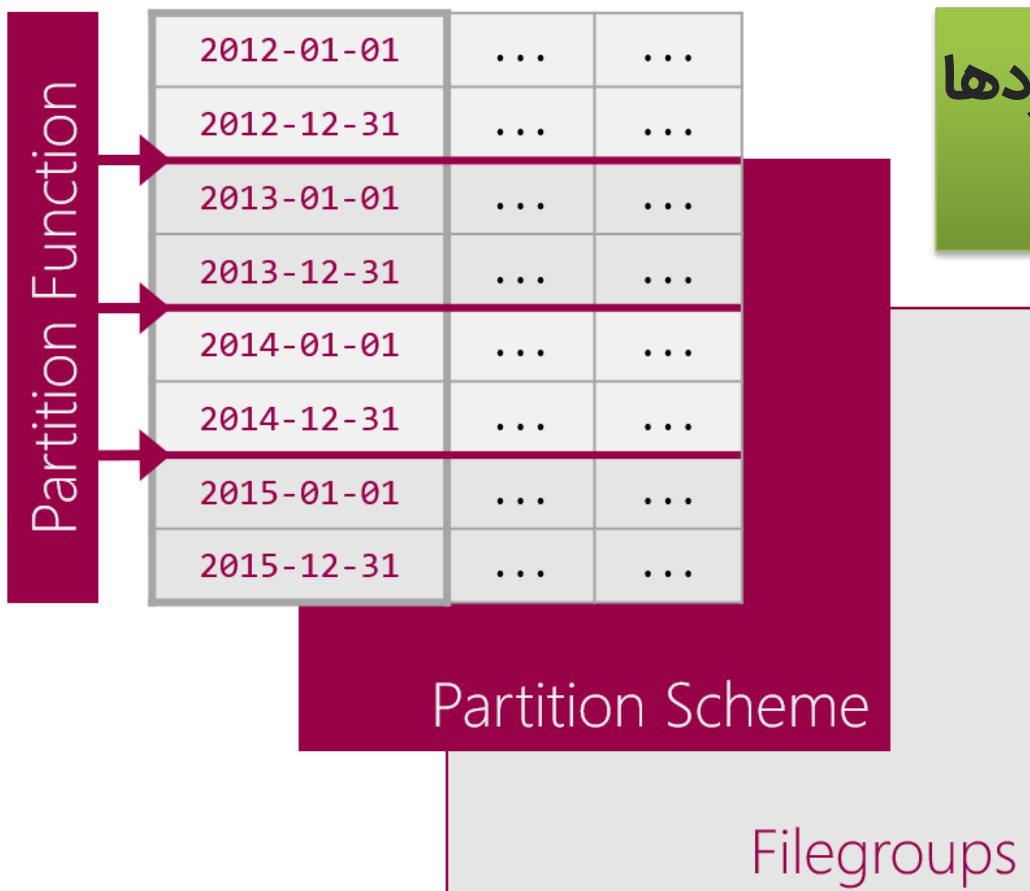 Partition Function
2012-01-01 ... ...
2012-12-31 ... ...
2013-01-01 ... ...
2013-12-31 ... ...
2014-01-01 ... ...
2014-12-31 ... ...
2015-01-01 ... ...
2015-12-31 ... ...
Partition Scheme
Filegroups